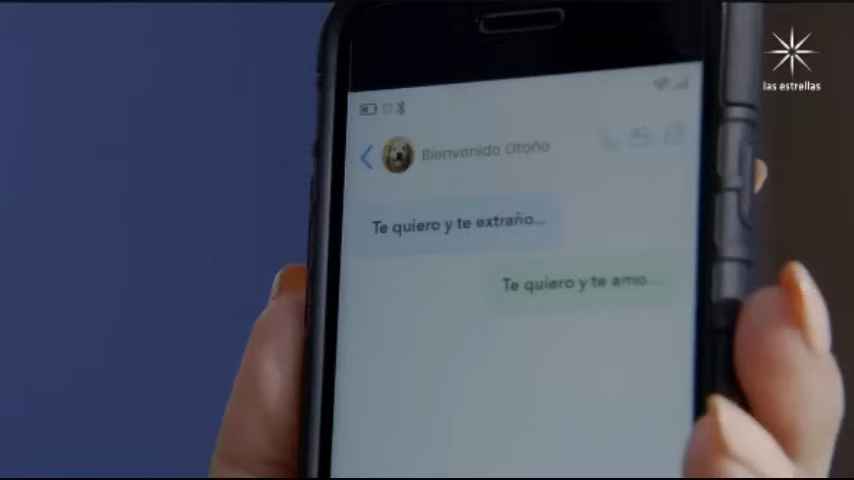 las estrellas
Bienvenido Otoño
Te quiero y te extraño...
Te quiero y te amo...